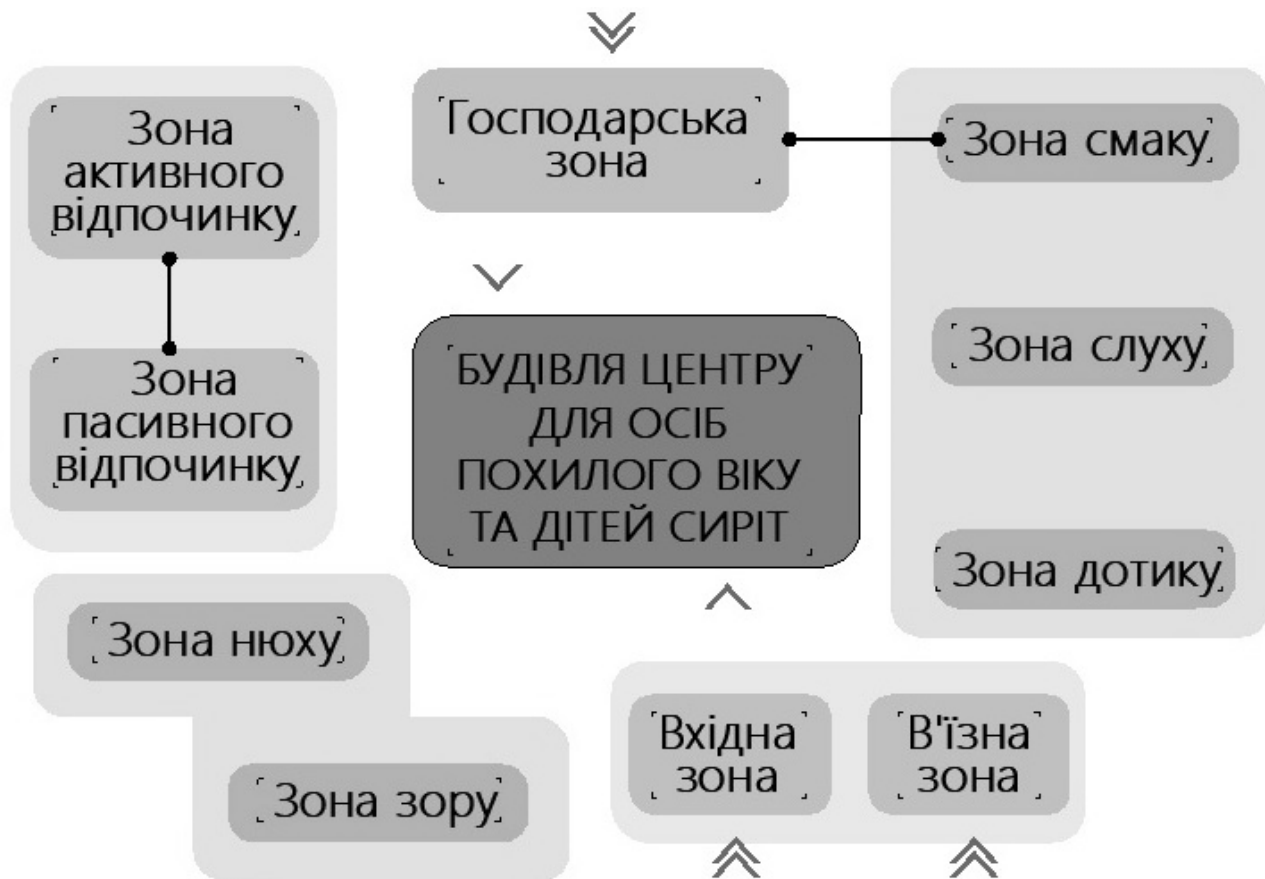 Зона
активного
відпочинку
Господарська
зона
Зона смаку
Зона
пасивного
відпочинку
БУДІВЛЯ ЦЕНТРУ
ДЛЯ ОСІБ
ПОХИЛОГО ВІКУ
ТА ДІТЕЙ СИРІТ
Зона слуху
Зона дотику
Зона нюху
Зона зору
Вхідна
зона
В'їзна
зона